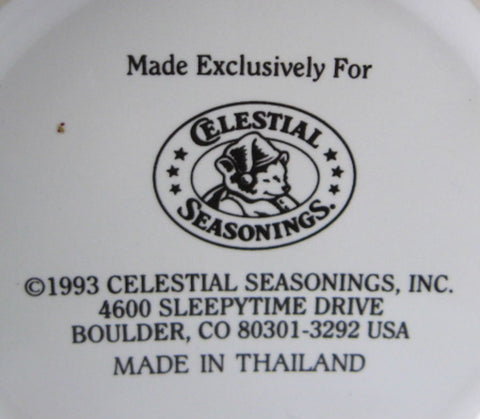 Made Exclusively For
CELESTIAL
SEASONINGS.
©1993 CELESTIAL SEASONINGS, INC.
4600 SLEEPYTIME DRIVE
BOULDER, CO 80301-3292 USA
MADE IN THAILAND